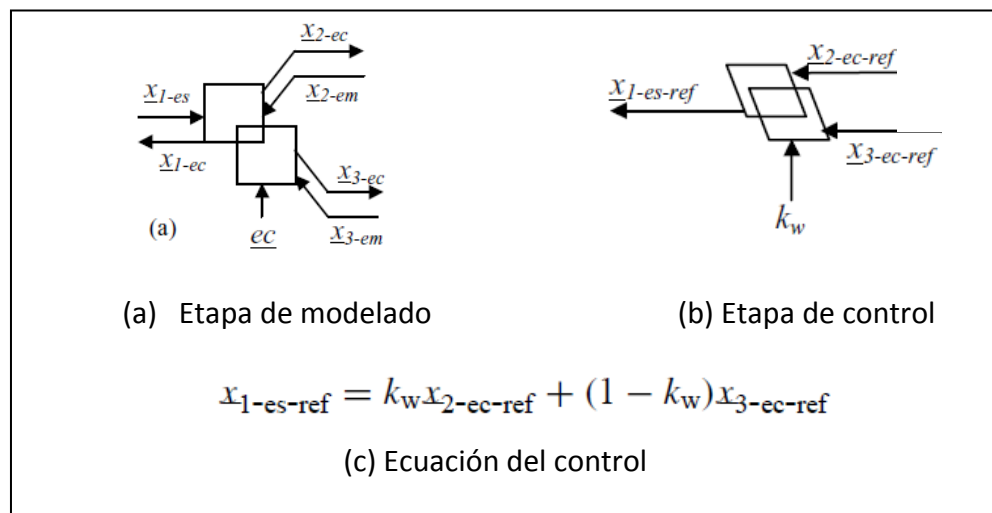 x2-ec
x1-es
x2-em
x1-ec
x3-ec
(a)
ec
x3-em
x2-ec-ref
x1-es-ref
x3-ec-ref
kw
(a) Etapa de modelado
(b) Etapa de control
x1-es-ref = kwx2-ec-ref + (1 − kw)x3-ec-ref
(c) Ecuación del control